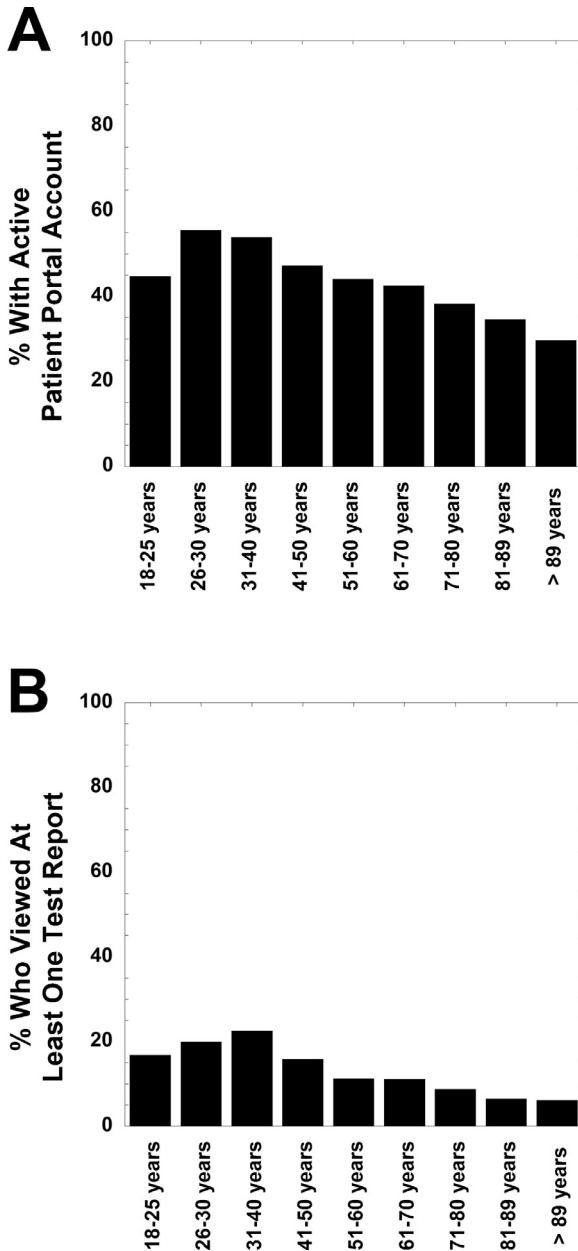 A
100
80
60
40
20
0
% With Active
Patient Portal Account
18-25 years
26-30 years
31-40 years
41-50 years
51-60 years
61-70 years
71-80 years
81-89 years
> 89 years
B
100
80
60
40
20
0
% Who Viewed At
Least One Test Report
18-25 years
26-30 years
31-40 years
41-50 years
51-60 years
61-70 years
71-80 years
81-89 years
> 89 years